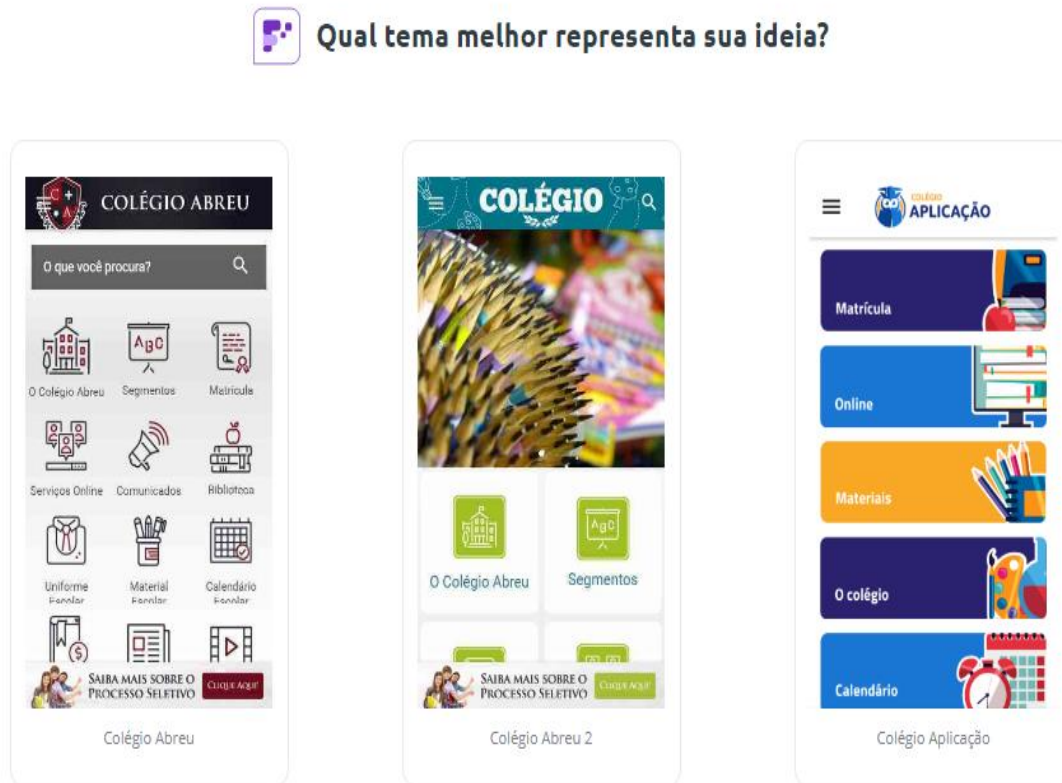 Qual tema melhor representa sua ideia?
C + A
COLÉGIO ABREU
O que você procura?
ABC
O Colégio Abreu
Segmentos
Matrícula
Serviços Online
Comunicados
Biblioteca
Uniforme
Escolar
Material
Escolar
Calendário
Escolar
SAIBA MAIS SOBRE O
PROCESSO SELETIVO
CLIQUE AQUI!
Colégio Abreu
COLÉGIO
ABC
O Colégio Abreu
Segmentos
SAIBA MAIS SOBRE O
PROCESSO SELETIVO
CLIQUE AQUI!
Colégio Abreu 2
COLÉGIO
APLICAÇÃO
Matrícula
Online
Materiais
O colégio
Calendário
Colégio Aplicação